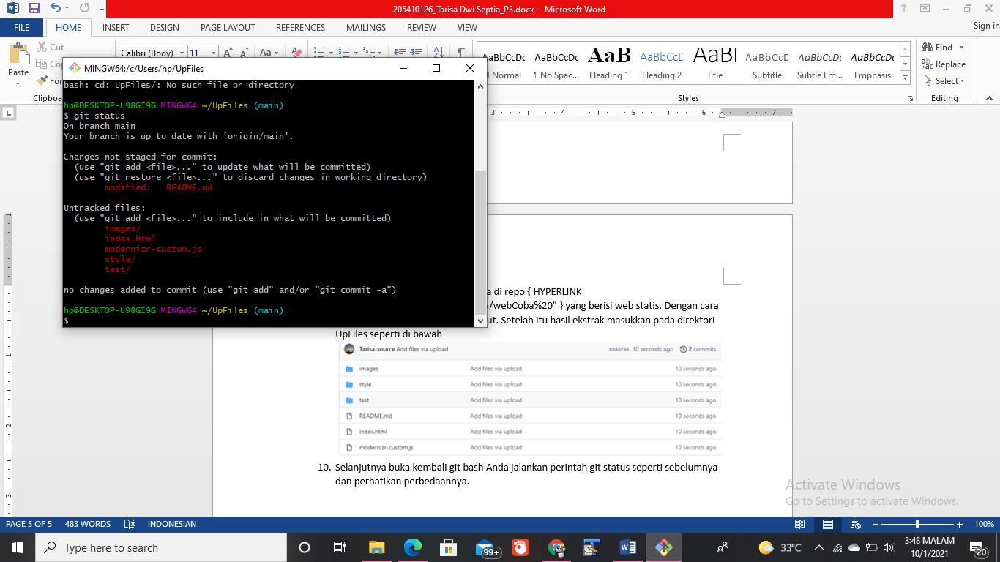 205410126_Tarisa Dwi Septia_P3.docx - Microsoft Word
FILE HOME INSERT DESIGN PAGE LAYOUT REFERENCES MAILINGS REVIEW VIEW Sign in
Cut
Paste
Clipboa
Calibri (Body) 11
AaBbCcDc AaBbCcDc AaB AaBbCcD AaB AaBbCcD AaBbCcDc AaBbCcDc
¶ Normal ¶ No Spac... Heading 1 Heading 2 Title Subtitle Subtle Em... Emphasis
Styles
Find
Replace
Select
Editing
MINGW64:/c/Users/hp/UpFiles
bash: cd: UpFiles/: No such file or directory
hp@DESKTOP-U98GI9G MINGW64 ~/UpFiles (main)
$ git status
On branch main
Your branch is up to date with 'origin/main'.
Changes not staged for commit:
(use "git add <file>..." to update what will be committed)
(use "git restore <file>..." to discard changes in working directory)
modified: README.md
Untracked files:
(use "git add <file>..." to include in what will be committed)
images/
index.html
modernizr-custom.js
style/
test/
no changes added to commit (use "git add" and/or "git commit -a")
hp@DESKTOP-U98GI9G MINGW64 ~/UpFiles (main)
$
3 4 5 6 7
a di repo { HYPERLINK
a/webCoba%20" } yang berisi web statis. Dengan cara
ut. Setelah itu hasil ekstrak masukkan pada direktori
UpFiles seperti di bawah
Tarisa-source Add files via upload 8848f94 10 seconds ago 2 commits
images Add files via upload 10 seconds ago
style Add files via upload 10 seconds ago
test Add files via upload 10 seconds ago
README.md Add files via upload 10 seconds ago
index.html Add files via upload 10 seconds ago
modernizr-custom.js Add files via upload 10 seconds ago
10. Selanjutnya buka kembali git bash Anda jalankan perintah git status seperti sebelumnya
dan perhatikan perbedaannya.
Activate Windows
Go to Settings to activate Windows.
PAGE 5 OF 5 483 WORDS INDONESIAN 100%
Type here to search
99+
33°C
3:48 MALAM
10/1/2021
20